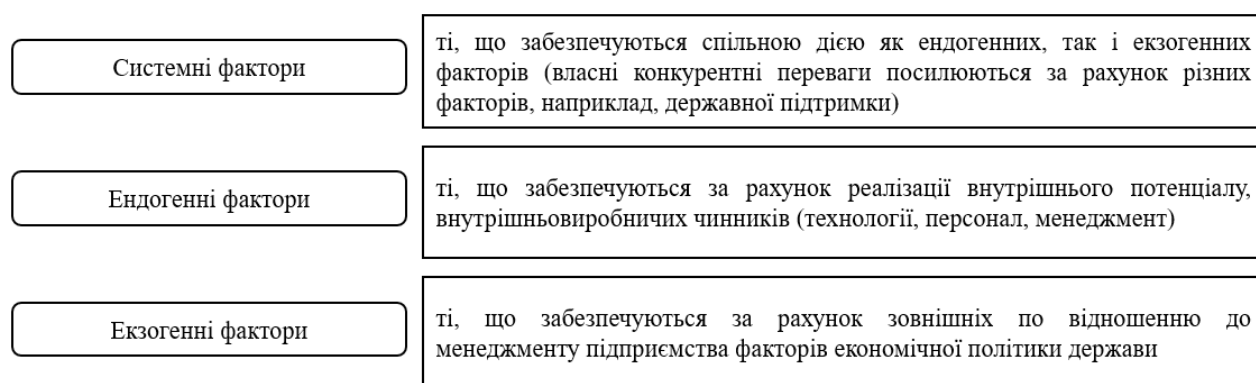 Системні фактори
ті, що забезпечуються спільною дією як ендогенних, так і екзогенних
факторів (власні конкурентні переваги посилюються за рахунок різних
факторів, наприклад, державної підтримки)
Ендогенні фактори
ті, що забезпечуються за рахунок реалізації внутрішнього потенціалу,
внутрішньовиробничих чинників (технології, персонал, менеджмент)
Екзогенні фактори
ті, що забезпечуються за рахунок зовнішніх по відношенню до
менеджменту підприємства факторів економічної політики держави